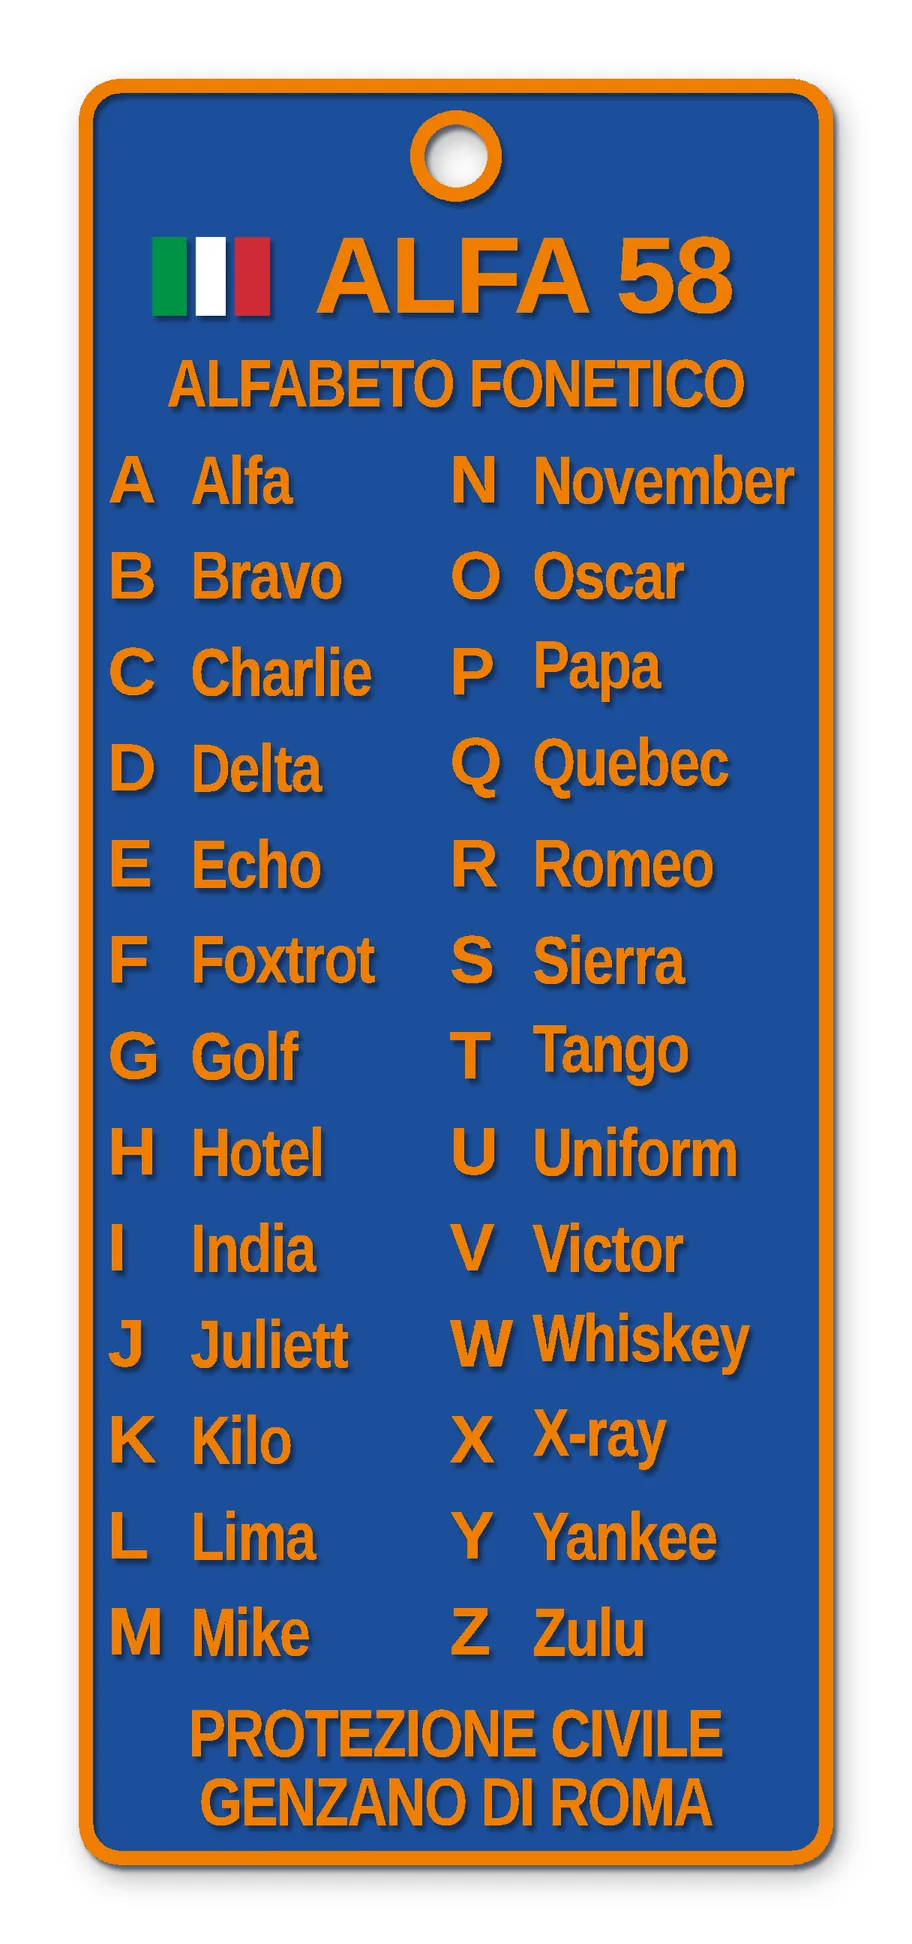 ALFA 58
ALFABETO FONETICO
A Alfa N November
B Bravo O Oscar
C Charlie P Papa
D Delta Q Quebec
E Echo R Romeo
F Foxtrot S Sierra
G Golf T Tango
H Hotel U Uniform
I India V Victor
J Juliett W Whiskey
K Kilo X X-ray
L Lima Y Yankee
M Mike Z Zulu
PROTEZIONE CIVILE
GENZANO DI ROMA